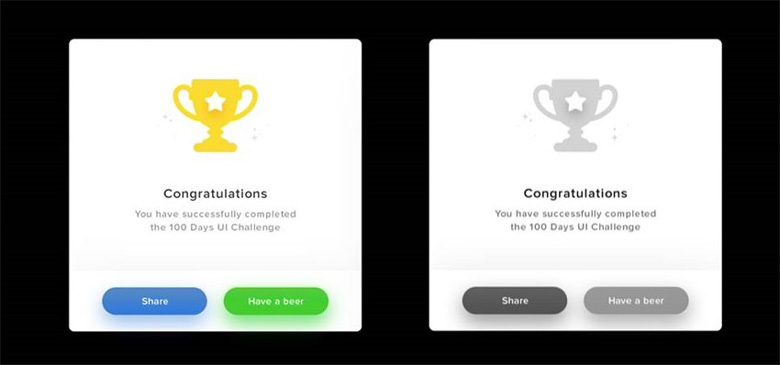 Congratulations
You have successfully completed
the 100 Days UI Challenge
Share
Have a beer
Congratulations
You have successfully completed
the 100 Days UI Challenge
Share
Have a beer